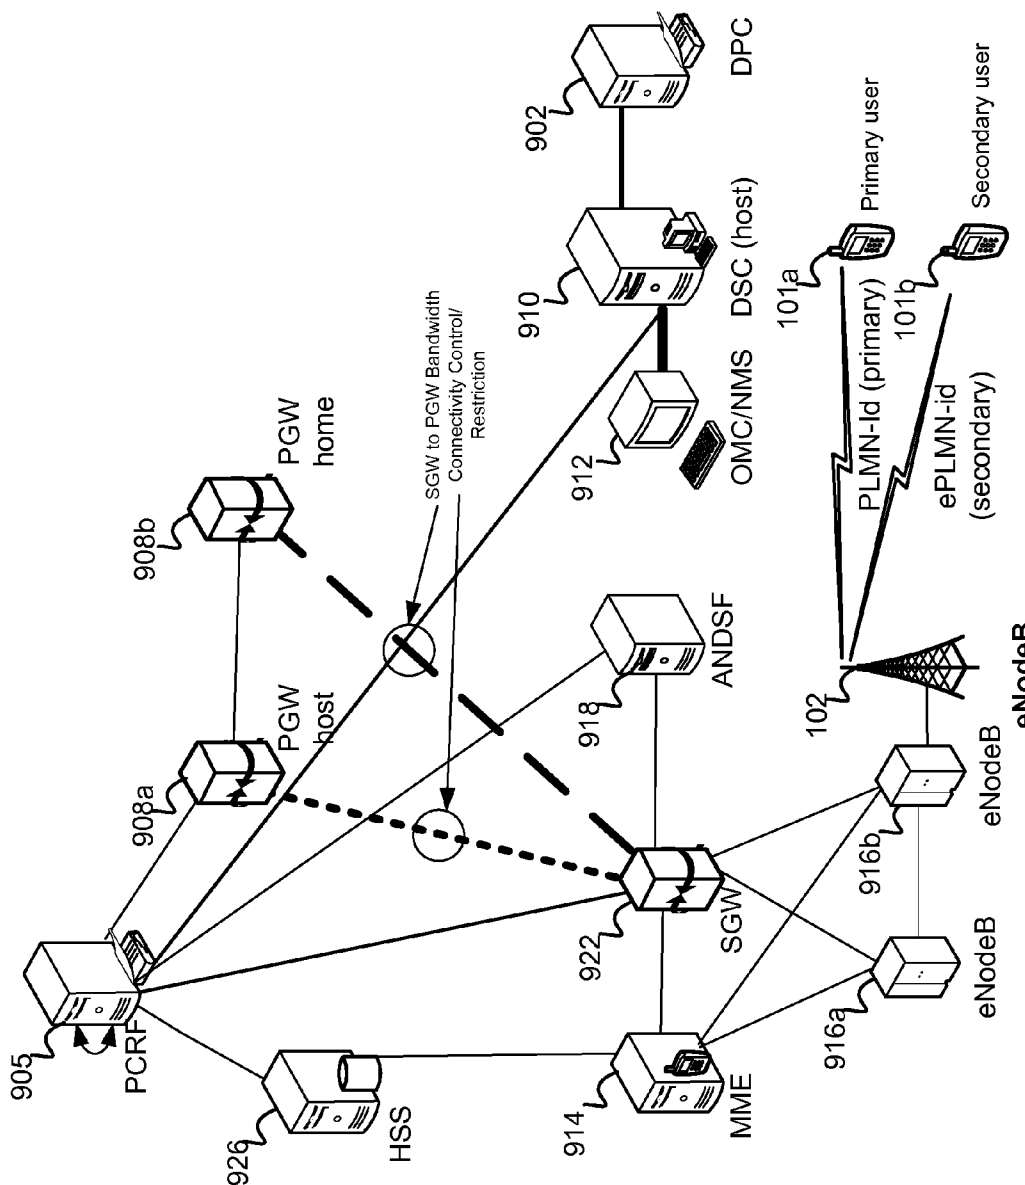 905
PCRF
908a
PGW
host
908b
PGW
home
SGW to PGW Bandwidth
Connectivity Control/
Restriction
926
HSS
902
DPC
910
DSC (host)
912
OMC/NMS
918
ANDSF
922
SGW
914
MME
916a
eNodeB
916b
eNodeB
102
eNodeB
PLMN-Id (primary)
ePLMN-id
(secondary)
101a
Primary user
101b
Secondary user